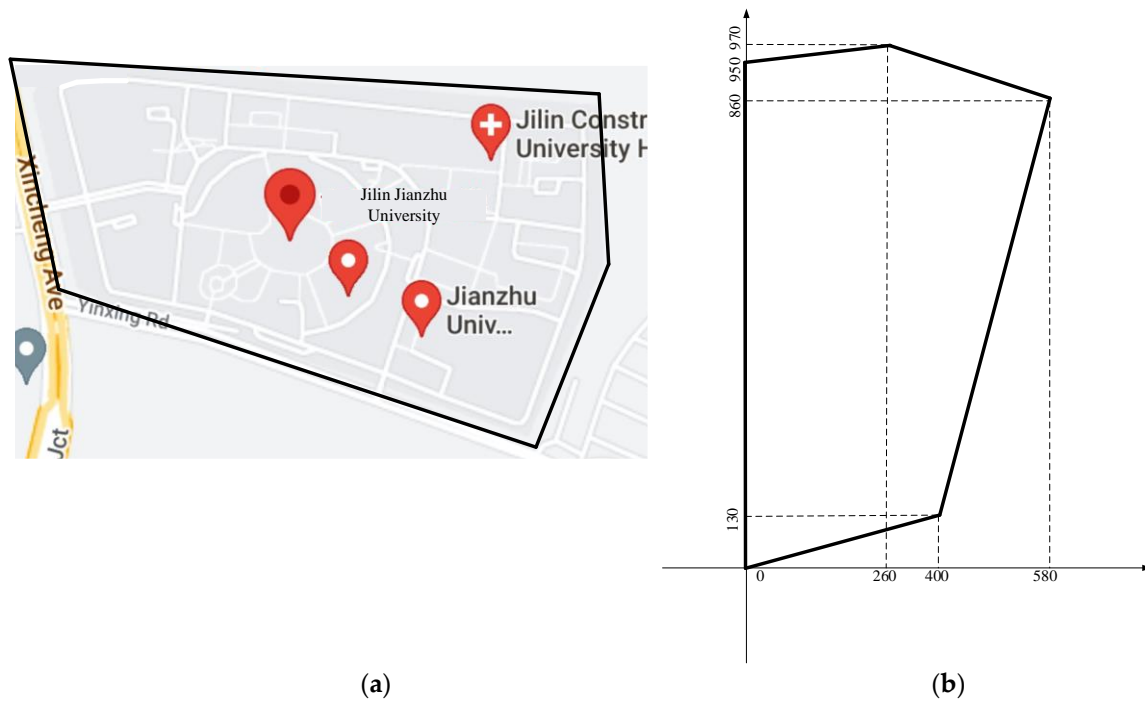 Jilin Constr
University H
Jilin Jianzhu
University
Xincheng Ave
Jianzhu
Univ...
Yinxing Rd
Jct
970
950
860
130
0
260
400
580
(a)
(b)